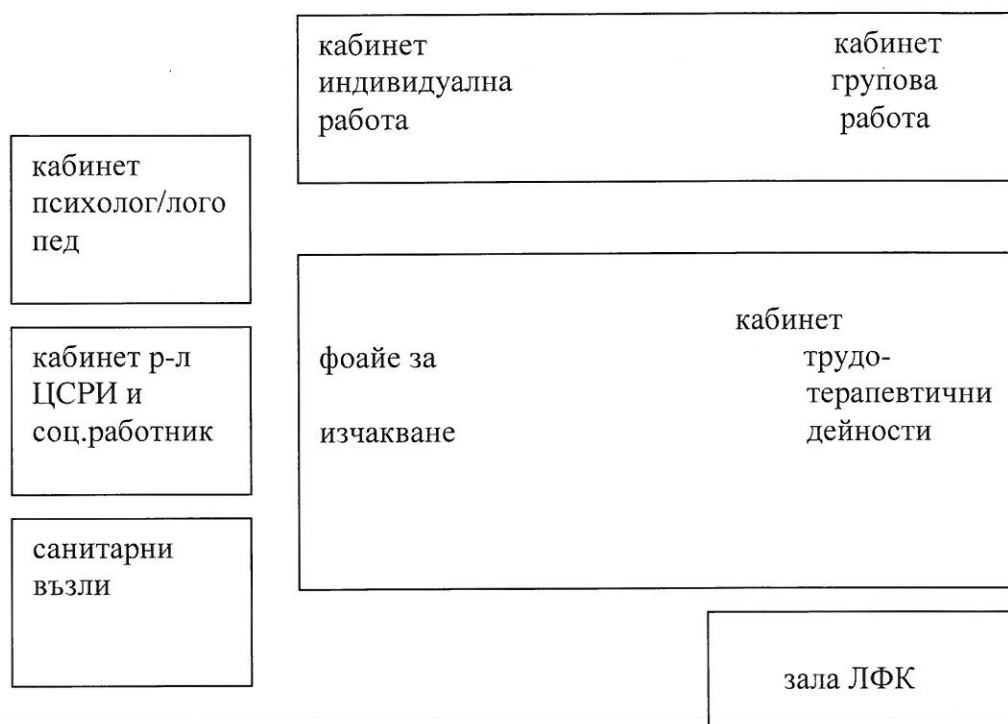 кабинет
индивидуална
работа
кабинет
групова
работа
кабинет
психолог/лого
пед
кабинет р-л
ЦСРИ и
соц.работник
санитарни
възли
фоайе за
изчакване
кабинет
трудо-
терапевтични
дейности
зала ЛФК